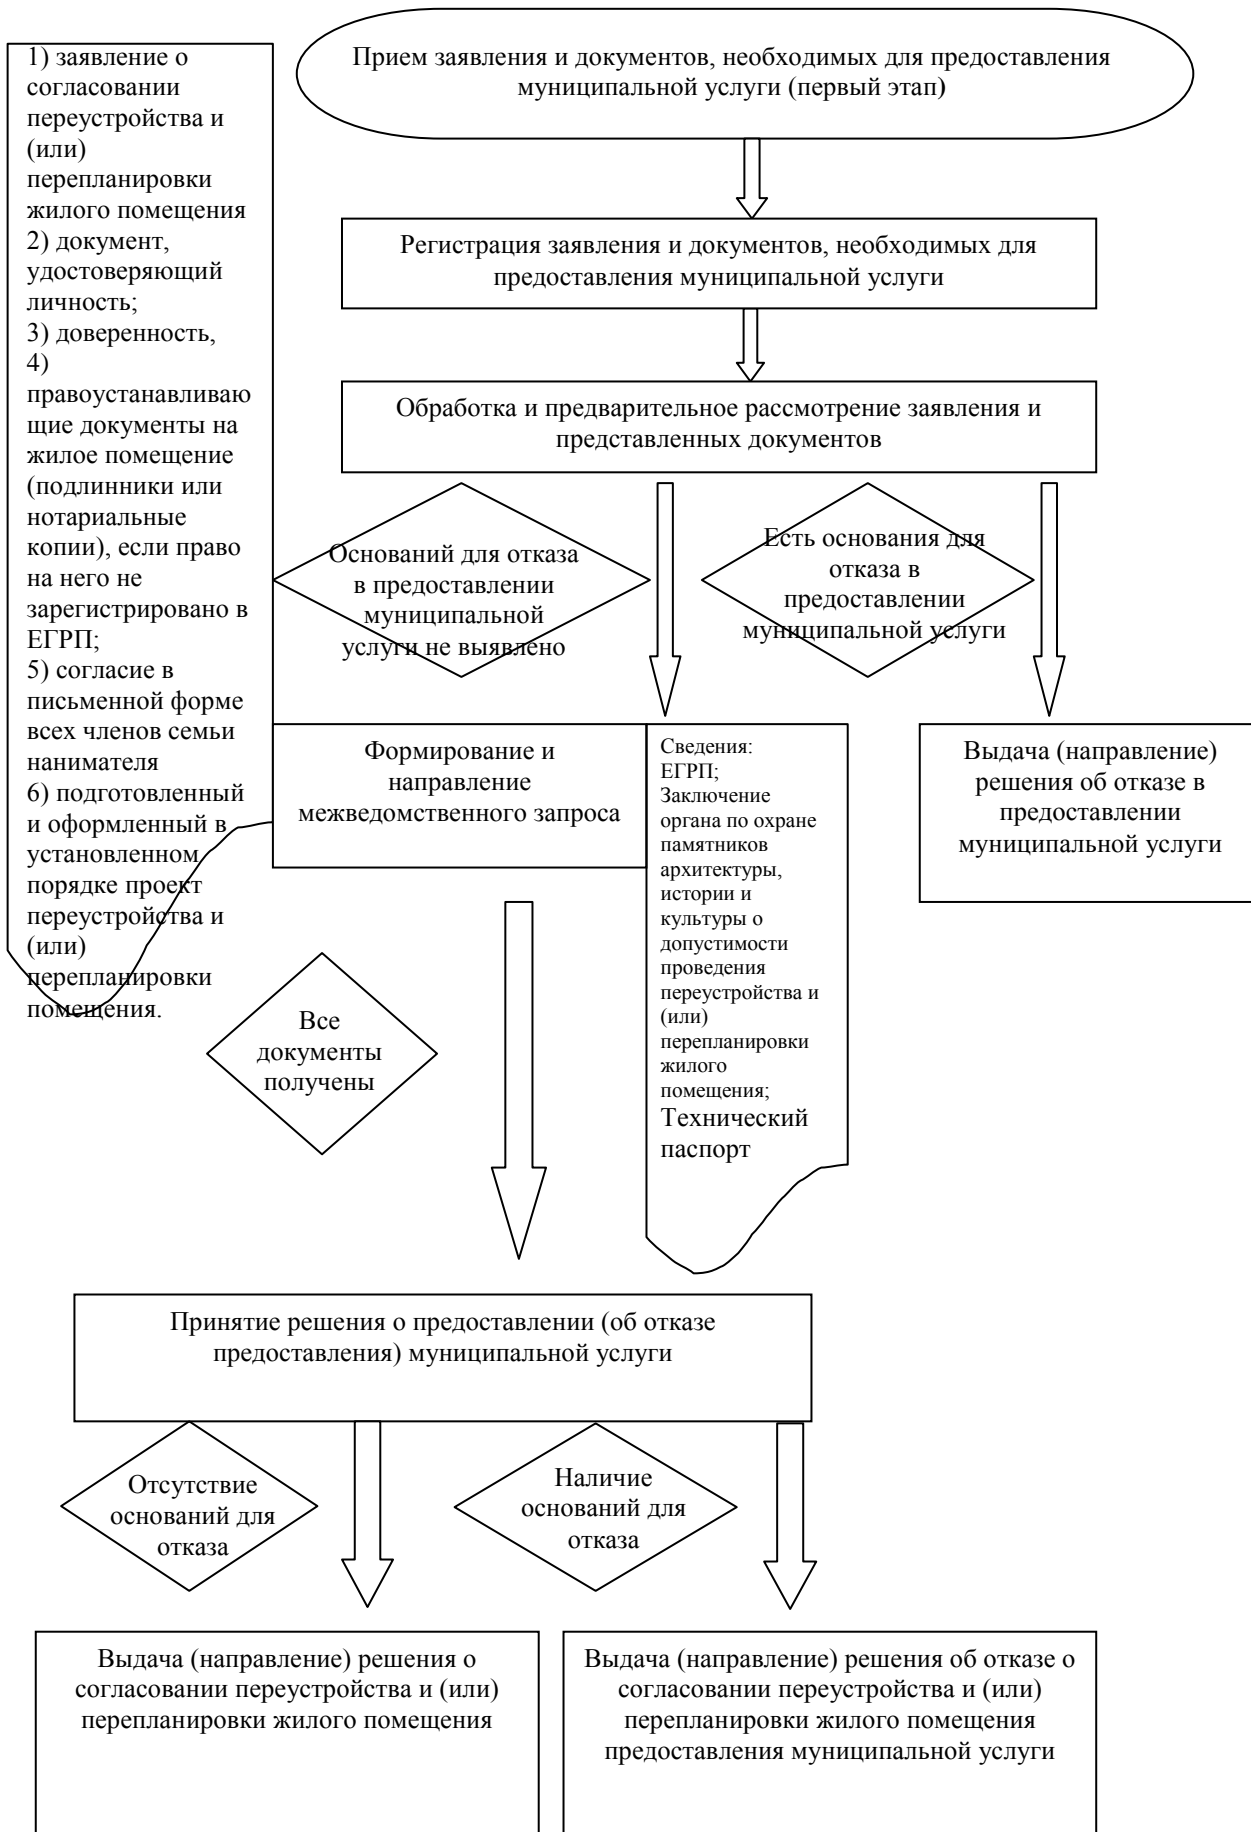 1) заявление о
согласовании
переустройства и
(или)
перепланировки
жилого помещения
2) документ,
удостоверяющий
личность;
3) доверенность,
4)
правоустанавливаю
щие документы на
жилое помещение
(подлинники или
нотариальные
копии), если право
на него не
зарегистрировано в
ЕГРП;
5) согласие в
письменной форме
всех членов семьи
нанимателя
6) подготовленный
и оформленный в
установленном
порядке проект
переустройства и
(или)
перепланировки
помещения.
Прием заявления и документов, необходимых для предоставления
муниципальной услуги (первый этап)
Регистрация заявления и документов, необходимых для
предоставления муниципальной услуги
Обработка и предварительное рассмотрение заявления и
представленных документов
Оснований для отказа
в предоставлении
муниципальной
услуги не выявлено
Есть основания для
отказа в
предоставлении
муниципальной услуги
Формирование и
направление
межведомственного запроса
Сведения:
ЕГРП;
Заключение
органа по охране
памятников
архитектуры,
истории и
культуры о
допустимости
проведения
переустройства и
(или)
перепланировки
жилого
помещения;
Технический
паспорт
Выдача (направление)
решения об отказе в
предоставлении
муниципальной услуги
Все
документы
получены
Принятие решения о предоставлении (об отказе
предоставления) муниципальной услуги
Отсутствие
оснований для
отказа
Наличие
оснований для
отказа
Выдача (направление) решения о
согласовании переустройства и (или)
перепланировки жилого помещения
Выдача (направление) решения об отказе о
согласовании переустройства и (или)
перепланировки жилого помещения
предоставления муниципальной услуги